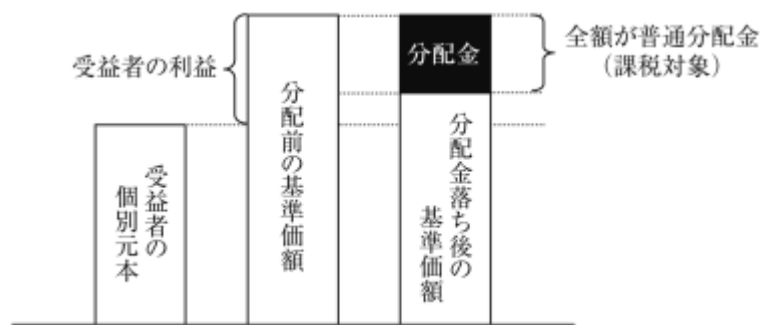 受益者の利益
受益者の
個別元本
分配前の基準価額
分配金
分配金落ち後の
基準価額
全額が普通分配金
（課税対象）